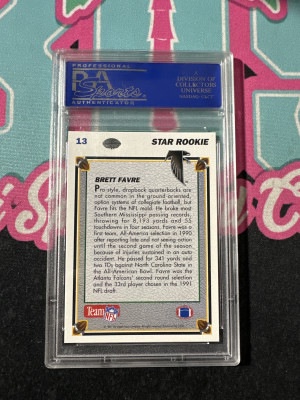 PROFESSIONAL
PSA
Sports
AUTHENTICATOR
A DIVISION OF
COLLECTORS
UNIVERSE
13
STAR ROOKIE
BRETT FAVRE
Pro style, dropback quarterbacks are
not common in the ground oriented,
option systems of collegiate football, but
Favre fits the NFL mold. He broke most
Southern Mississippi passing records,
throwing for 8,193 yards and 55
touchdowns in four seasons. Favre was a
first team, All-America selection in 1990
after reporting late and not seeing action
until the second game of the season,
because of injuries sustained in an auto
accident. He passed for 341 yards and
two TDs against North Carolina State in
the All-American Bowl. Favre was the
Atlanta Falcons' second round selection
and the 33rd player chosen in the 1991
NFL draft.
Team
NFL